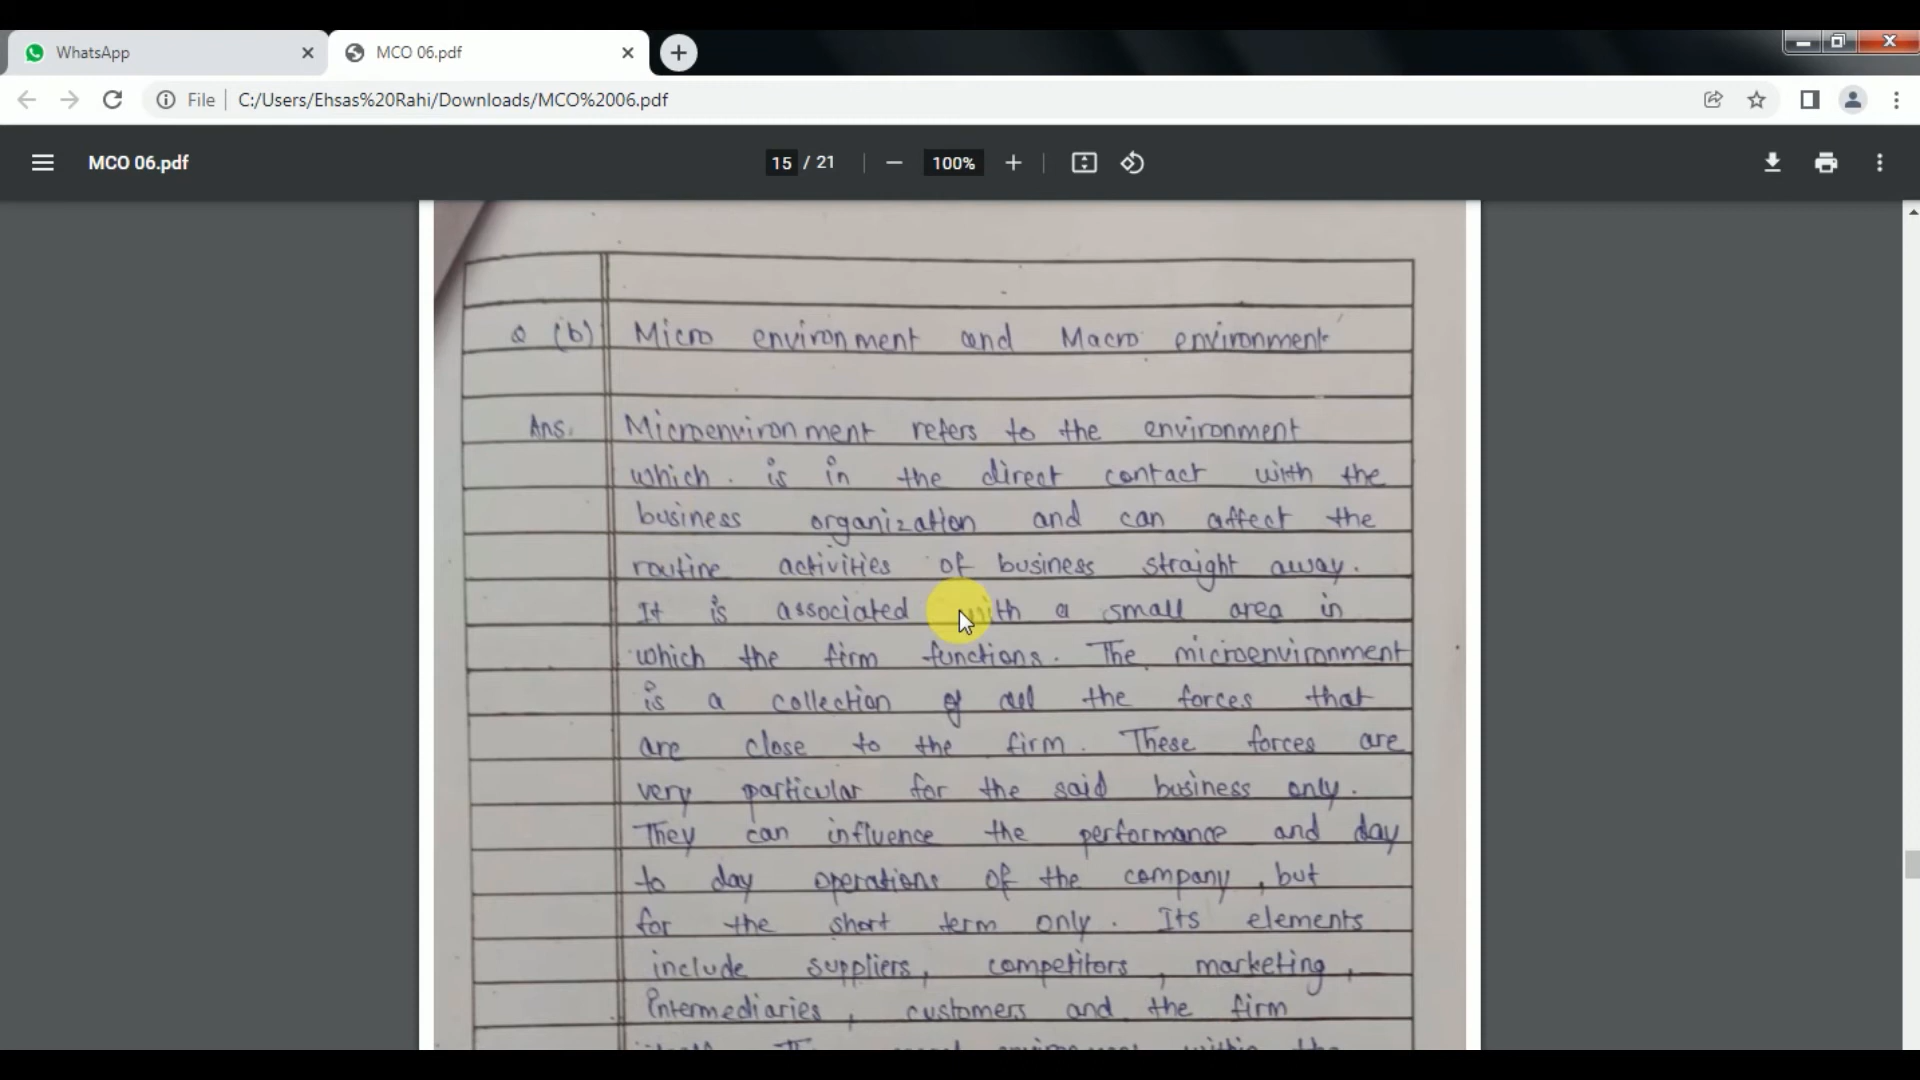 WhatsApp
MCO 06.pdf
File
C:/Users/Ehsas%20Rahi/Downloads/MCO%2006.pdf
MCO 06.pdf
15 / 21
100%
Q (b) Micro environment and Macro environment
Ans. Microenvironment refers to the environment
which is in the direct contact with the
business organization and can affect the
routine activities of business straight away.
It is associated with a small area in
which the firm functions. The microenvironment
is a collection of all the forces that
are close to the firm. These forces are
very particular for the said business only.
They can influence the performance and day
to day operations of the company, but
for the short term only. Its elements
include suppliers, competitors, marketing,
Intermediaries, customers and the firm